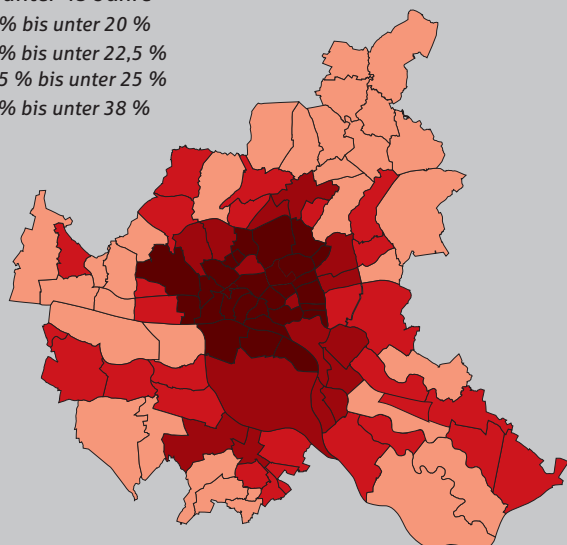 % bis unter 20 %
% bis unter 22,5 %
5 % bis unter 25 %
% bis unter 38 %